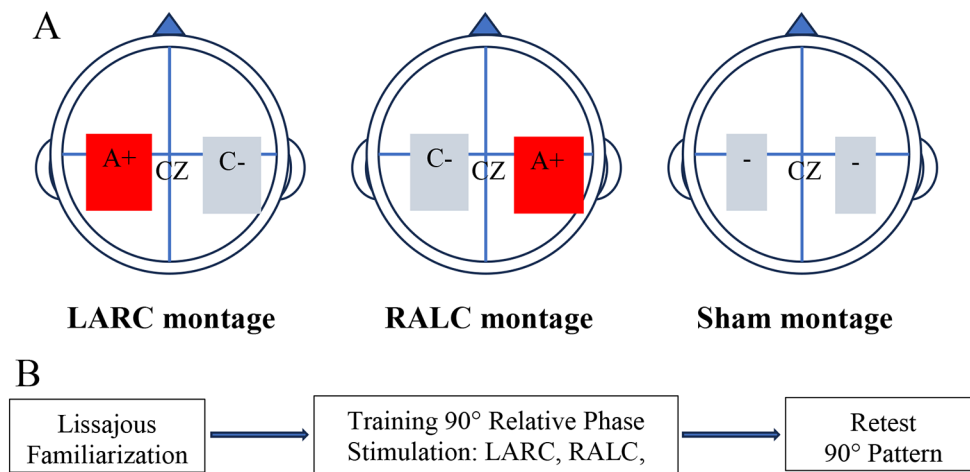 A
A+
CZ
C-
C-
CZ
A+
-
CZ
-
LARC montage
RALC montage
Sham montage
B
Lissajous
Familiarization
Training 90° Relative Phase
Stimulation: LARC, RALC,
Retest
90° Pattern